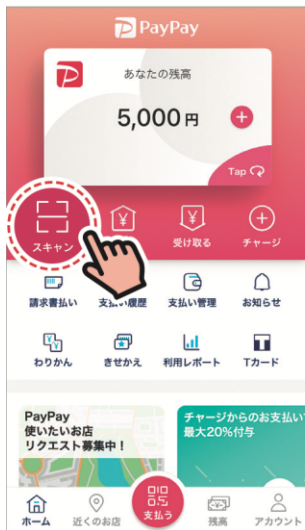 PayPay
あなたの残高
5,000 円
Tap
スキャン
受け取る
チャージ
請求書払い
支払い履歴
支払い管理
お知らせ
わりかん
きせかえ
利用レポート
Tカード
PayPay
使いたいお店
リクエスト募集中！
チャージからのお支払い
最大20%付与
ホーム
近くのお店
支払う
残高
アカウント